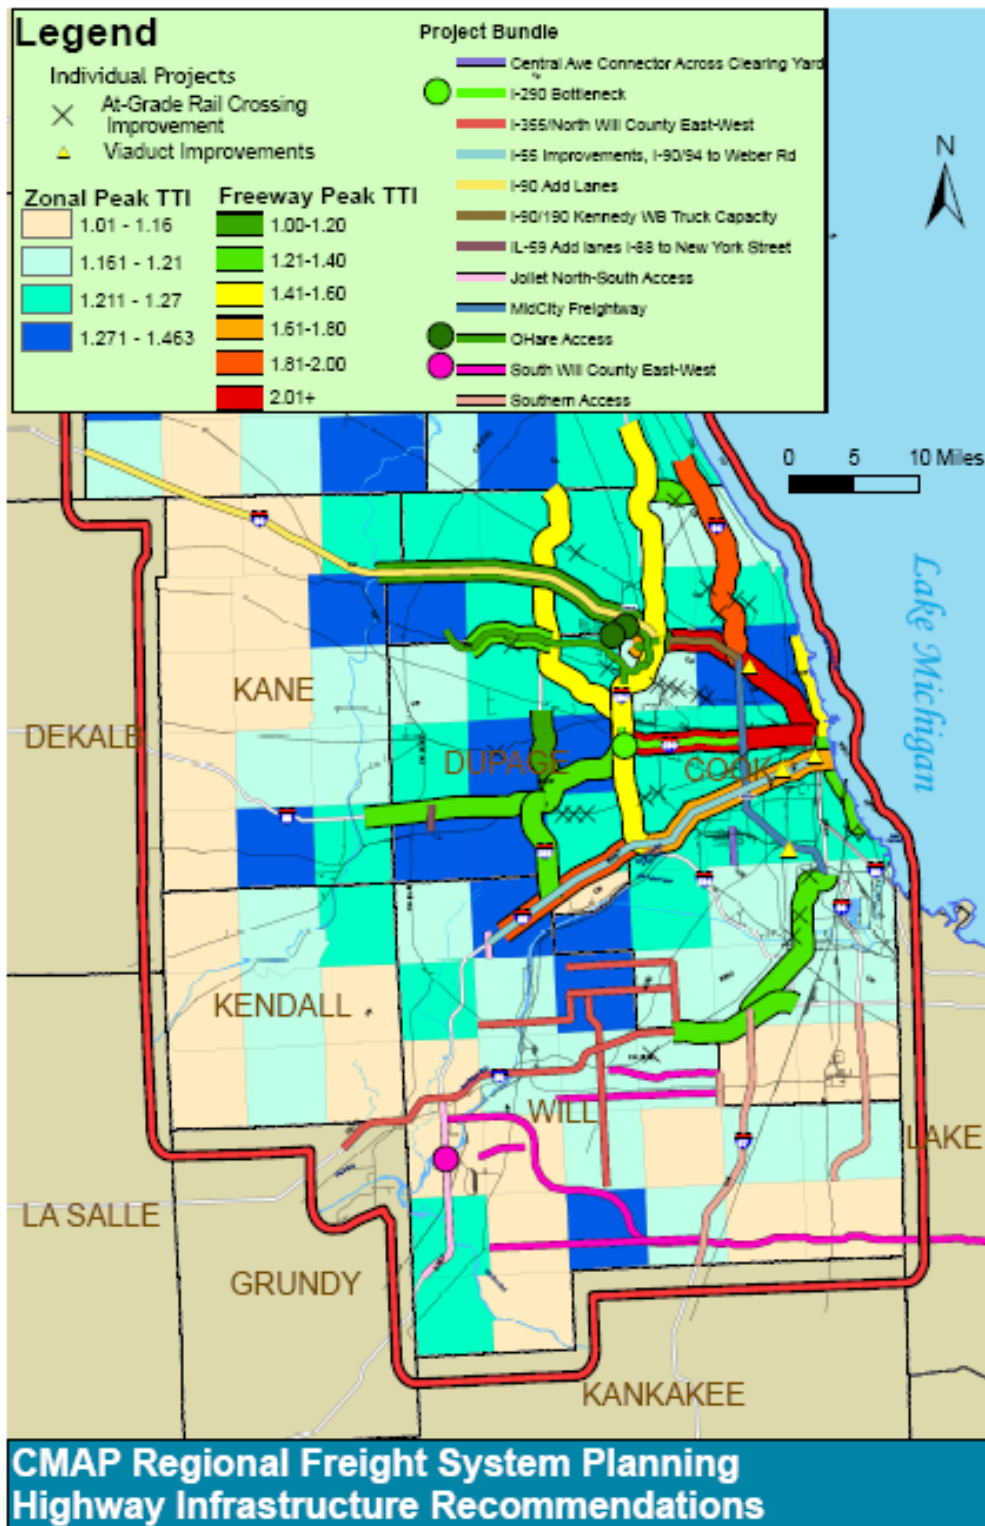 Legend
Individual Projects
At-Grade Rail Crossing
Improvement
Viaduct Improvements
Zonal Peak TTI
1.01 - 1.16
1.161 - 1.21
1.211 - 1.27
1.271 - 1.463
Freeway Peak TTI
1.00-1.20
1.21-1.40
1.41-1.60
1.61-1.80
1.81-2.00
2.01+
Project Bundle
Central Ave Connector Across Clearing Yard
I-290 Bottleneck
I-355/North Will County East-West
I-55 Improvements, I-90/94 to Weber Rd
I-90 Add Lanes
I-90/190 Kennedy WB Truck Capacity
IL-59 Add lanes I-88 to New York Street
Joliet North-South Access
MidCity Freightway
OHare Access
South Will County East-West
Southern Access
N
0 5 10 Miles
Lake Michigan
KANE
DEKALB
DUPAGE
COOK
KENDALL
WILL
LAKE
LA SALLE
GRUNDY
KANKAKEE
CMAP Regional Freight System Planning
Highway Infrastructure Recommendations